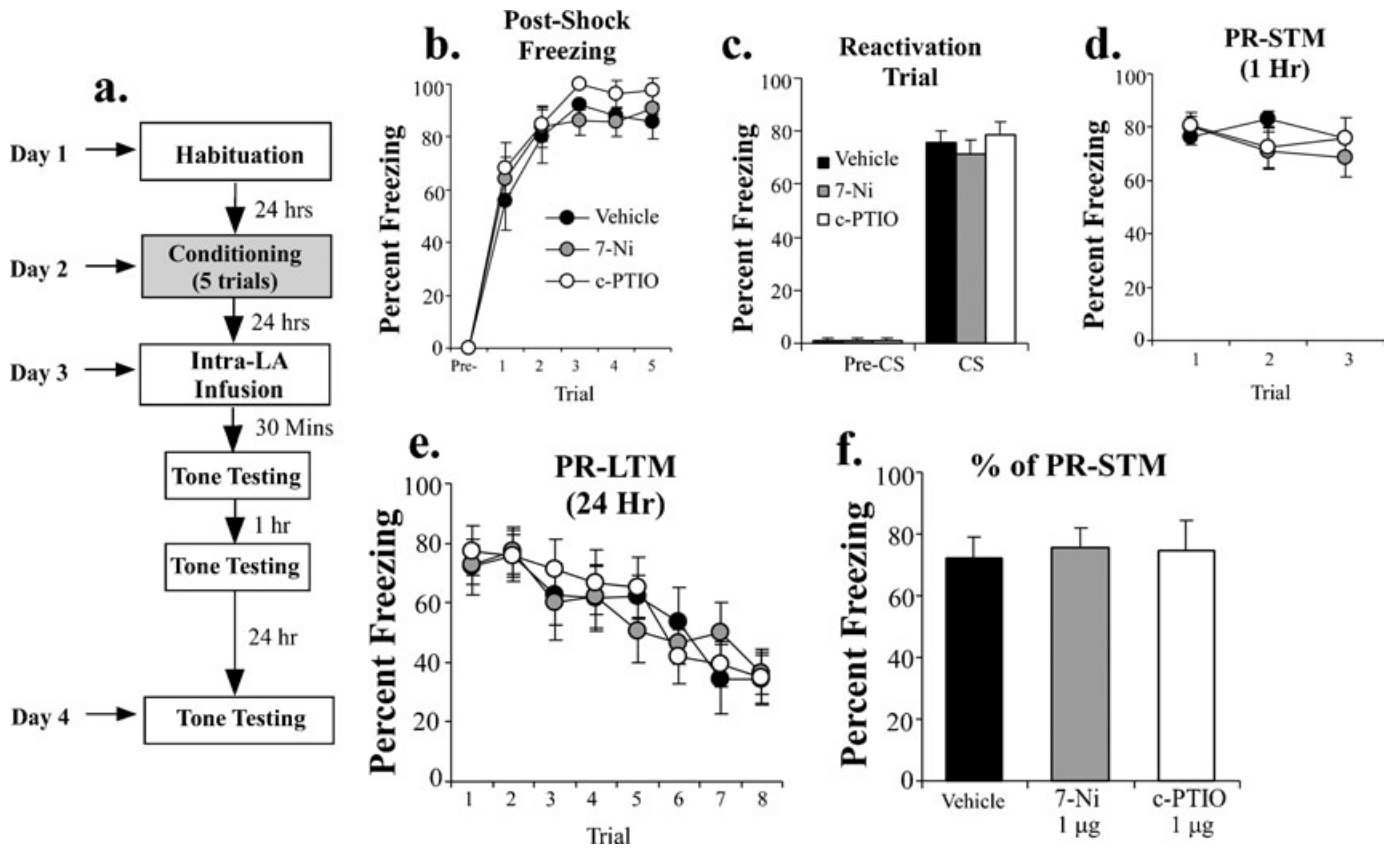 a.
Day 1
Habituation
24 hrs
Day 2
Conditioning
(5 trials)
24 hrs
Day 3
Intra-LA
Infusion
30 Mins
Tone Testing
1 hr
Tone Testing
24 hr
Day 4
Tone Testing
b.
Post-Shock
Freezing
Percent Freezing
100
80
60
40
20
0
Vehicle
7-Ni
c-PTIO
Pre- 1 2 3 4 5
Trial
c.
Reactivation
Trial
Percent Freezing
100
80
60
40
20
0
Vehicle
7-Ni
c-PTIO
Pre-CS CS
d.
PR-STM
(1 Hr)
Percent Freezing
100
80
60
40
20
0
1 2 3
Trial
e.
PR-LTM
(24 Hr)
Percent Freezing
100
80
60
40
20
0
1 2 3 4 5 6 7 8
Trial
f.
% of PR-STM
Percent Freezing
100
80
60
40
20
0
Vehicle 7-Ni c-PTIO
1 µg 1 µg